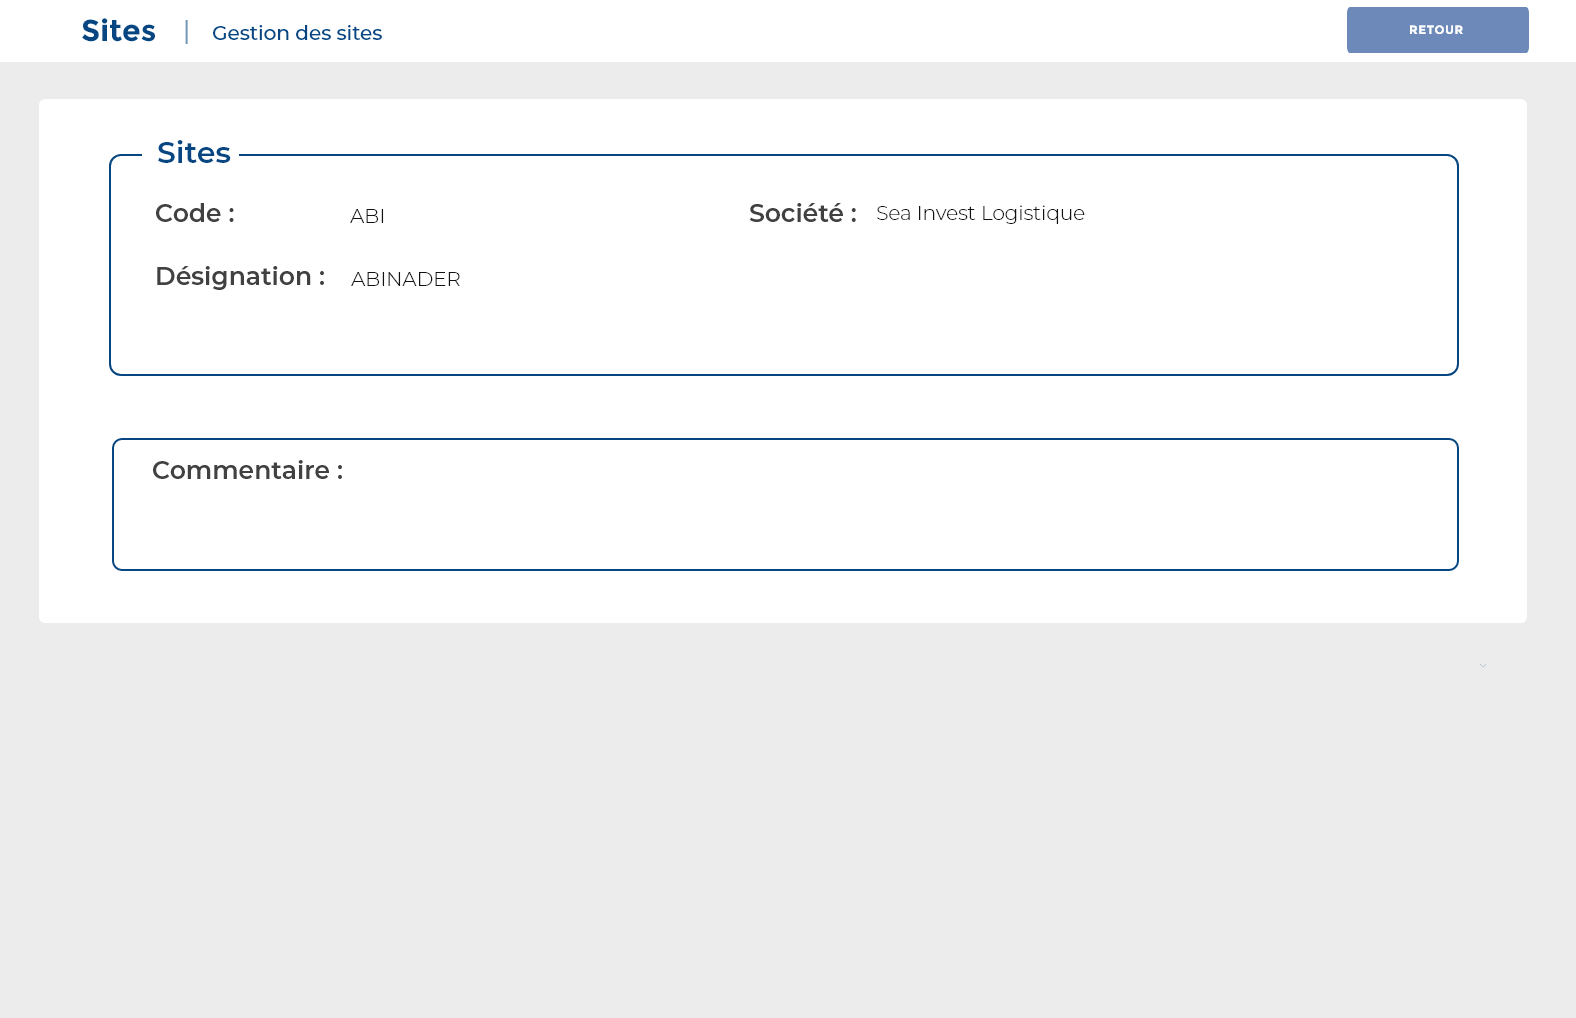 Sites | Gestion des sites
RETOUR
Sites
Code : ABI
Société : Sea Invest Logistique
Désignation : ABINADER
Commentaire :